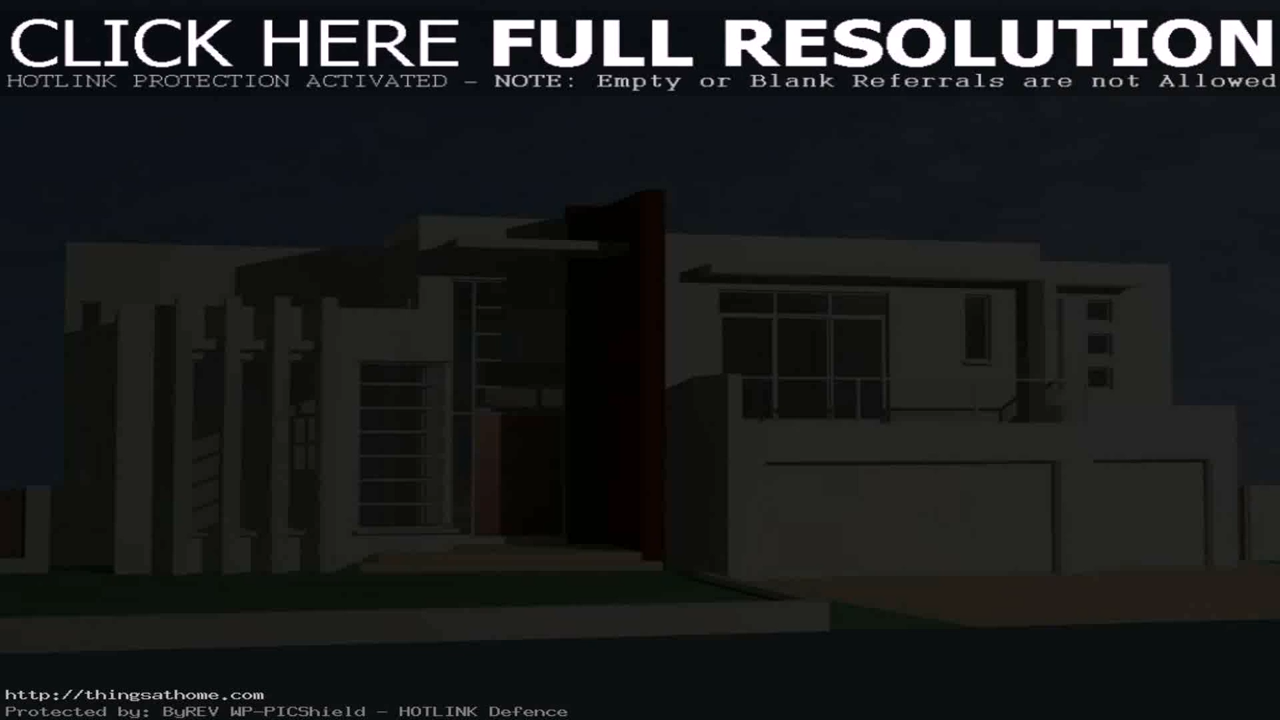 CLICK HERE FULL RESOLUTION
HOTLINK PROTECTION ACTIVATED - NOTE: Empty or Blank Referrals are not Allowed
http://thingsathome.com
Protected by: ByREV WP-PICShield - HOTLINK Defence